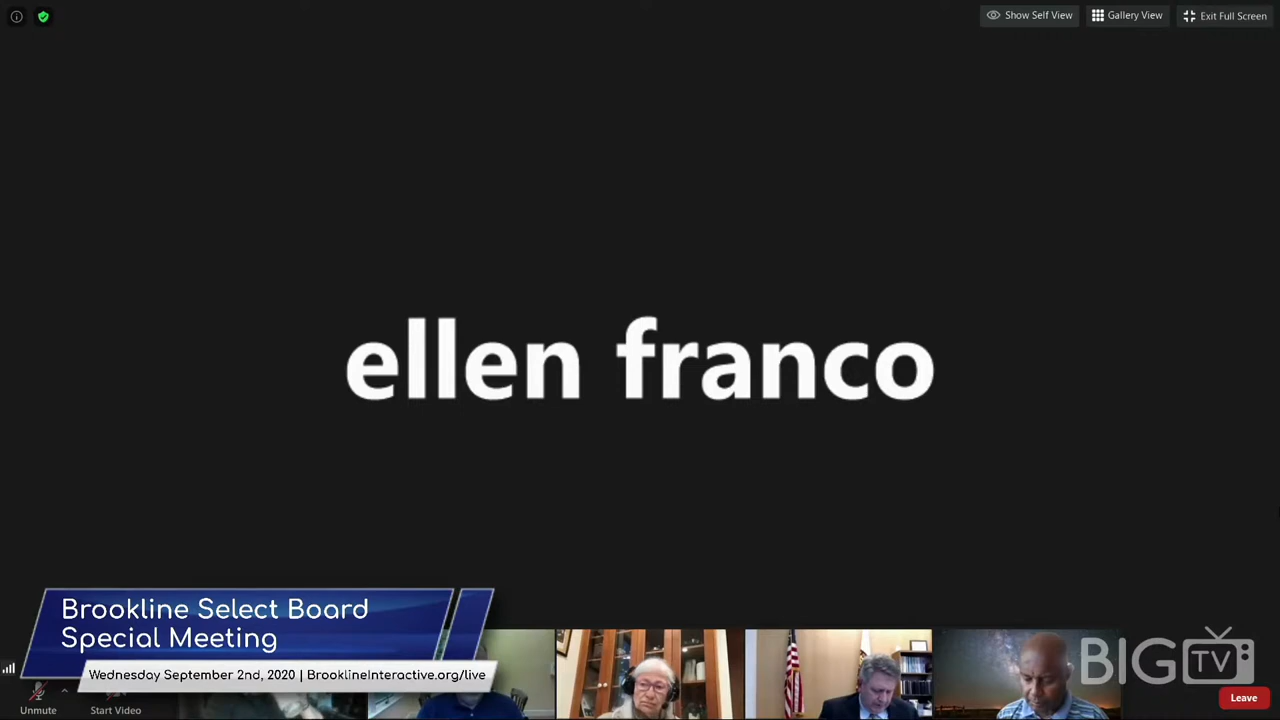 Show Self View
Gallery View
Exit Full Screen
ellen franco
Brookline Select Board
Special Meeting
Wednesday September 2nd, 2020 | BrooklineInteractive.org/live
BIG TV
Unmute
Start Video
Leave